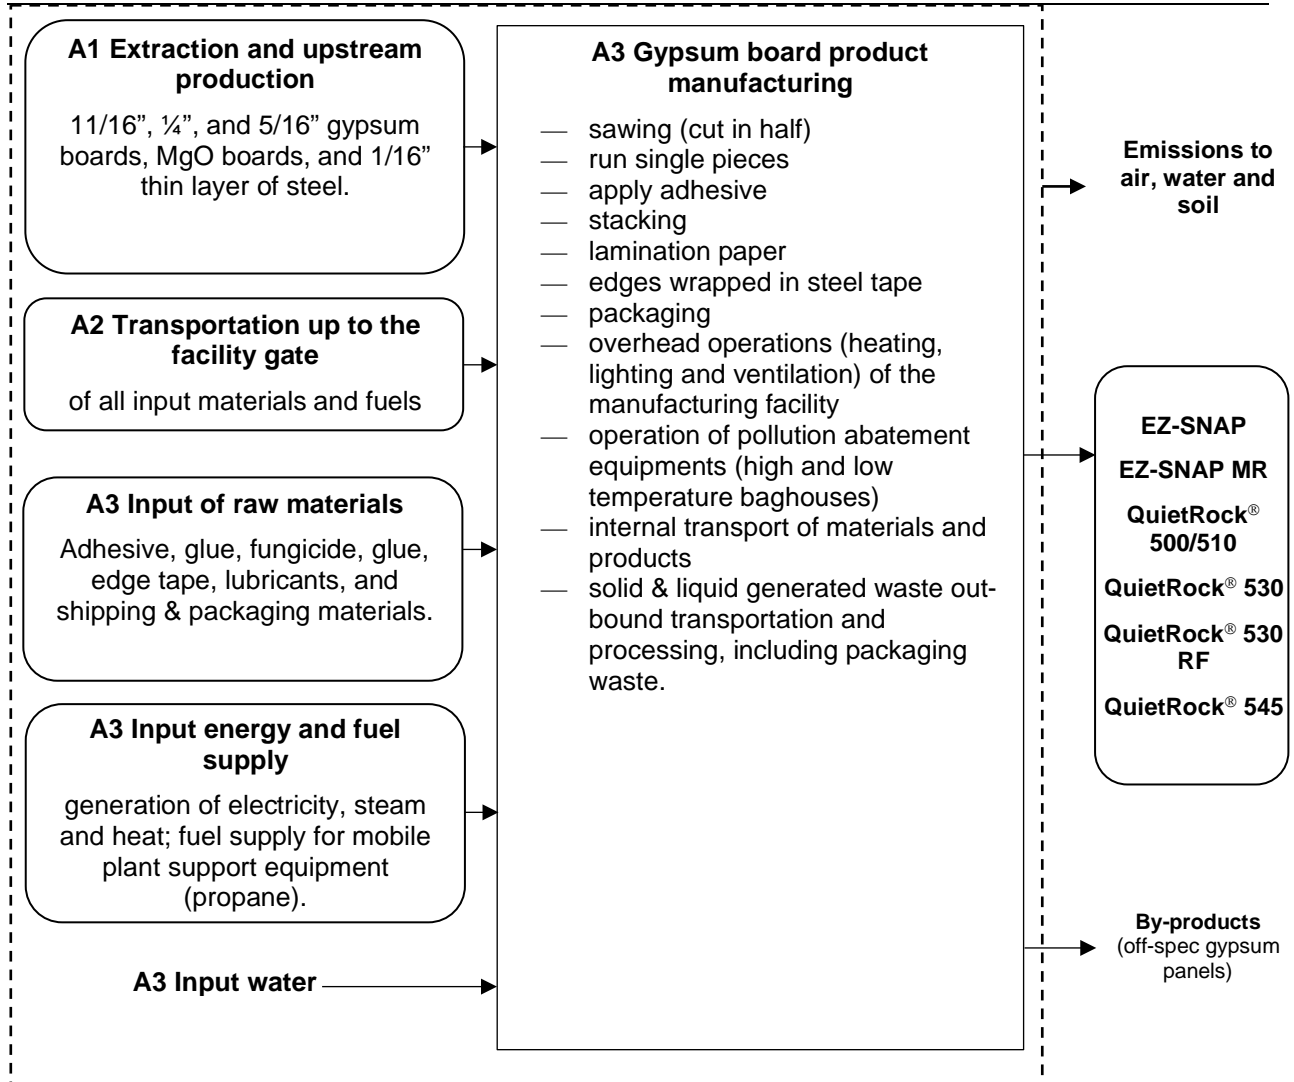 A1 Extraction and upstream
production
11/16”, ¼”, and 5/16” gypsum
boards, MgO boards, and 1/16”
thin layer of steel.
A2 Transportation up to the
facility gate
of all input materials and fuels
A3 Input of raw materials
Adhesive, glue, fungicide, glue,
edge tape, lubricants, and
shipping & packaging materials.
A3 Input energy and fuel
supply
generation of electricity, steam
and heat; fuel supply for mobile
plant support equipment
(propane).
A3 Input water
A3 Gypsum board product
manufacturing
— sawing (cut in half)
— run single pieces
— apply adhesive
— stacking
— lamination paper
— edges wrapped in steel tape
— packaging
— overhead operations (heating,
lighting and ventilation) of the
manufacturing facility
— operation of pollution abatement
equipments (high and low
temperature baghouses)
— internal transport of materials and
products
— solid & liquid generated waste out-
bound transportation and
processing, including packaging
waste.
Emissions to
air, water and
soil
EZ-SNAP
EZ-SNAP MR
QuietRock®
500/510
QuietRock® 530
QuietRock® 530
RF
QuietRock® 545
By-products
(off-spec gypsum
panels)